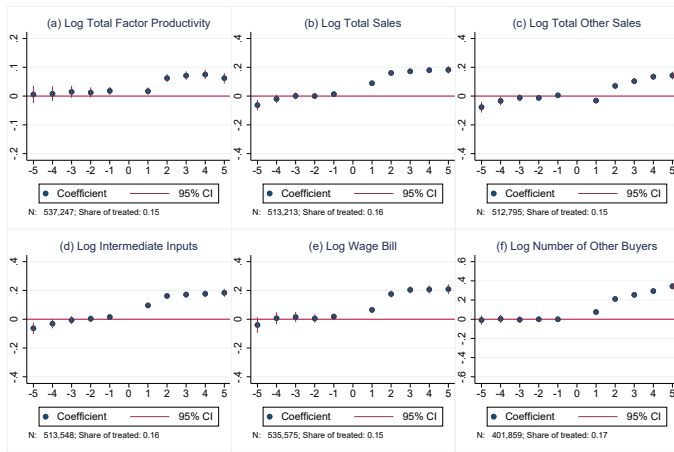 (a) Log Total Factor Productivity
.2
.1
0
-.1
-.2
-5 -4 -3 -2 -1 0 1 2 3 4 5
Coefficient 95% CI
N: 537,247; Share of treated: 0.15
(b) Log Total Sales
.4
.2
0
-.2
-.4
-5 -4 -3 -2 -1 0 1 2 3 4 5
Coefficient 95% CI
N: 513,213; Share of treated: 0.16
(c) Log Total Other Sales
.4
.2
0
-.2
-.4
-5 -4 -3 -2 -1 0 1 2 3 4 5
Coefficient 95% CI
N: 512,795; Share of treated: 0.15
(d) Log Intermediate Inputs
.4
.2
0
-.2
-.4
-5 -4 -3 -2 -1 0 1 2 3 4 5
Coefficient 95% CI
N: 513,548; Share of treated: 0.16
(e) Log Wage Bill
.4
.2
0
-.2
-.4
-5 -4 -3 -2 -1 0 1 2 3 4 5
Coefficient 95% CI
N: 535,575; Share of treated: 0.15
(f) Log Number of Other Buyers
.6
.4
.2
0
-.2
-.4
-.6
-5 -4 -3 -2 -1 0 1 2 3 4 5
Coefficient 95% CI
N: 401,859; Share of treated: 0.17